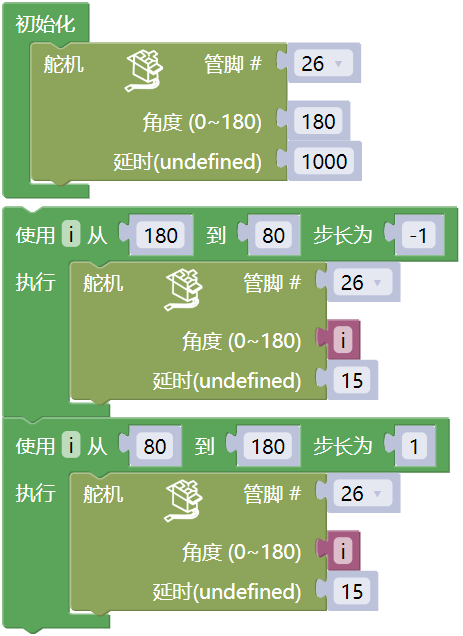 初始化
舵机 管脚 # 26
角度 (0~180) 180
延时(undefined) 1000
使用 i 从 180 到 80 步长为 -1
执行 舵机 管脚 # 26
角度 (0~180) i
延时(undefined) 15
使用 i 从 80 到 180 步长为 1
执行 舵机 管脚 # 26
角度 (0~180) i
延时(undefined) 15